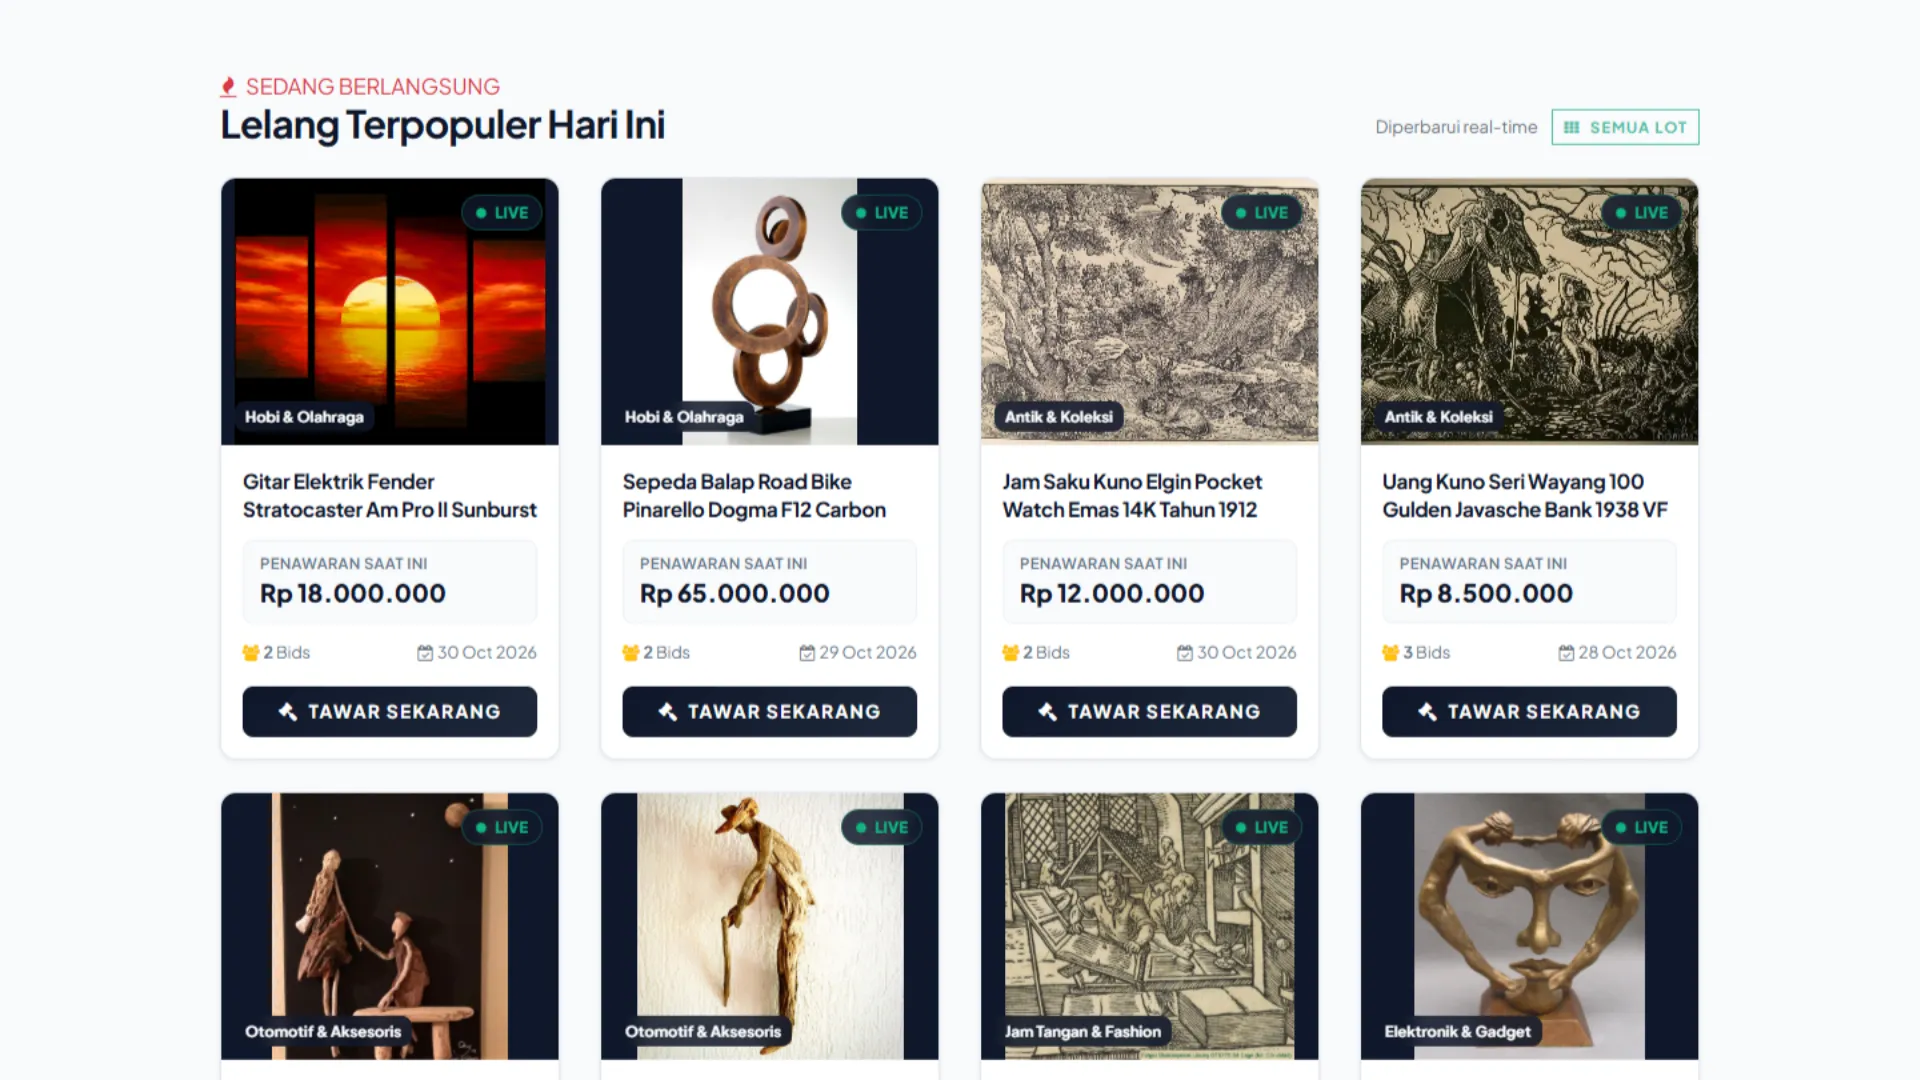 SEDANG BERLANGSUNG
Lelang Terpopuler Hari Ini
Diperbarui real-time
SEMUA LOT
LIVE
Hobi & Olahraga
Gitar Elektrik Fender
Stratocaster Am Pro II Sunburst
PENAWARAN SAAT INI
Rp 18.000.000
2 Bids
30 Oct 2026
TAWAR SEKARANG
LIVE
Hobi & Olahraga
Sepeda Balap Road Bike
Pinarello Dogma F12 Carbon
PENAWARAN SAAT INI
Rp 65.000.000
2 Bids
29 Oct 2026
TAWAR SEKARANG
LIVE
Antik & Koleksi
Jam Saku Kuno Elgin Pocket
Watch Emas 14K Tahun 1912
PENAWARAN SAAT INI
Rp 12.000.000
2 Bids
30 Oct 2026
TAWAR SEKARANG
LIVE
Antik & Koleksi
Uang Kuno Seri Wayang 100
Gulden Javasche Bank 1938 VF
PENAWARAN SAAT INI
Rp 8.500.000
3 Bids
28 Oct 2026
TAWAR SEKARANG
LIVE
Otomotif & Aksesoris
LIVE
Otomotif & Aksesoris
LIVE
Jam Tangan & Fashion
LIVE
Elektronik & Gadget